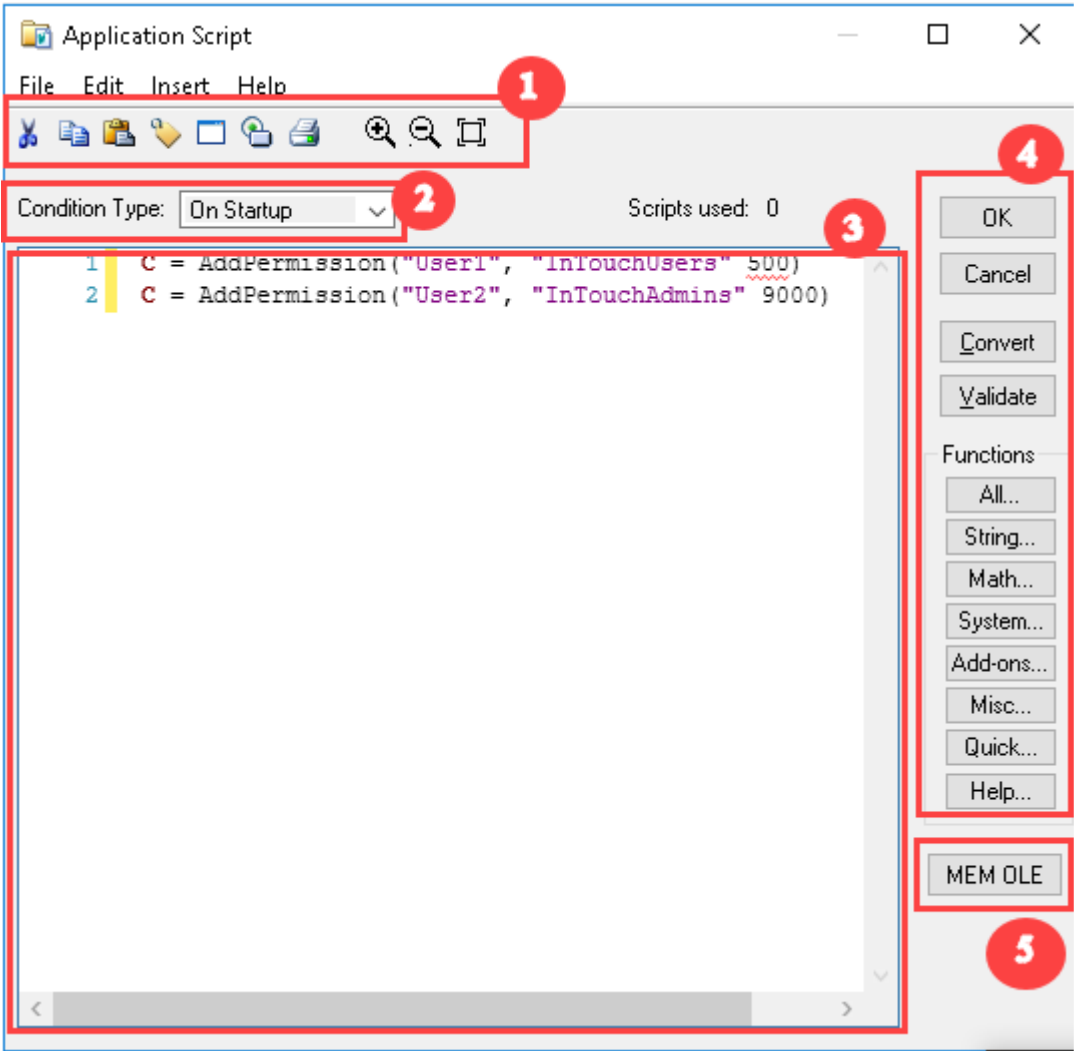 Application Script
File Edit Insert Help
1
Condition Type: On Startup
2
Scripts used: 0
3
1 C = AddPermission("User1", "InTouchUsers" 500)
2 C = AddPermission("User2", "InTouchAdmins" 9000)
4
OK
Cancel
Convert
Validate
Functions
All...
String...
Math...
System...
Add-ons...
Misc...
Quick...
Help...
MEM OLE
5